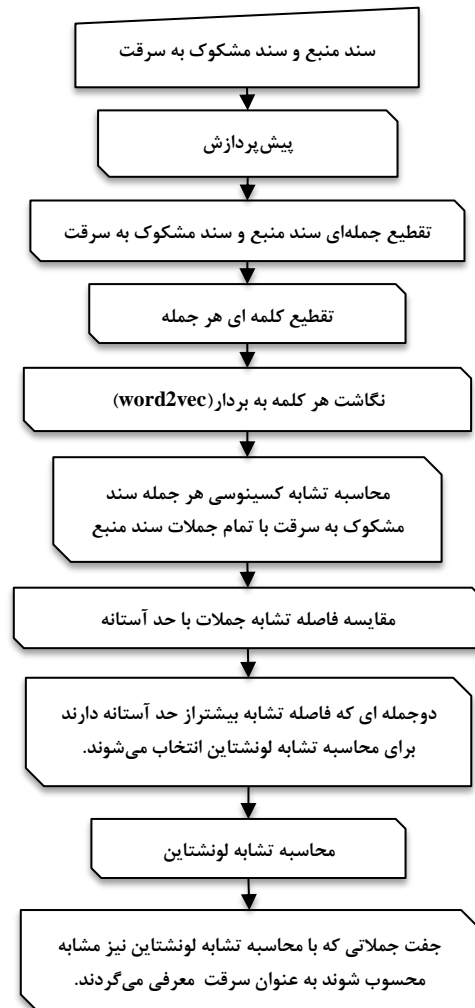 سند منبع و سند مشکوک به سرقت
پیش‌پردازش
تقطیع جمله‌ای سند منبع و سند مشکوک به سرقت
تقطیع کلمه ای هر جمله
نگاشت هر کلمه به بردار(word2vec)
محاسبه تشابه کسینوسی هر جمله سند
مشکوک به سرقت با تمام جملات سند منبع
مقایسه فاصله تشابه جملات با حد آستانه
دوجمله ای که فاصله تشابه بیشتراز حد آستانه دارند
برای محاسبه تشابه لونشتاین انتخاب می‌شوند.
محاسبه تشابه لونشتاین
جفت جملاتی که با محاسبه تشابه لونشتاین نیز مشابه
محسوب شوند به عنوان سرقت معرفی می‌گردند.